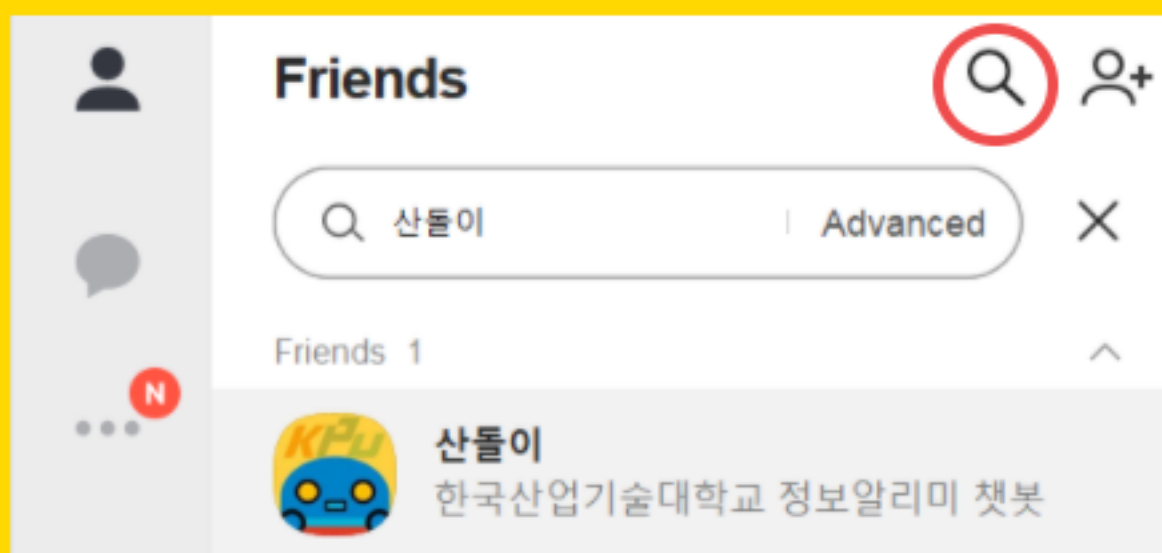 Friends
산돌이
Advanced
Friends 1
N
KPU
산돌이
한국산업기술대학교 정보알리미 챗봇